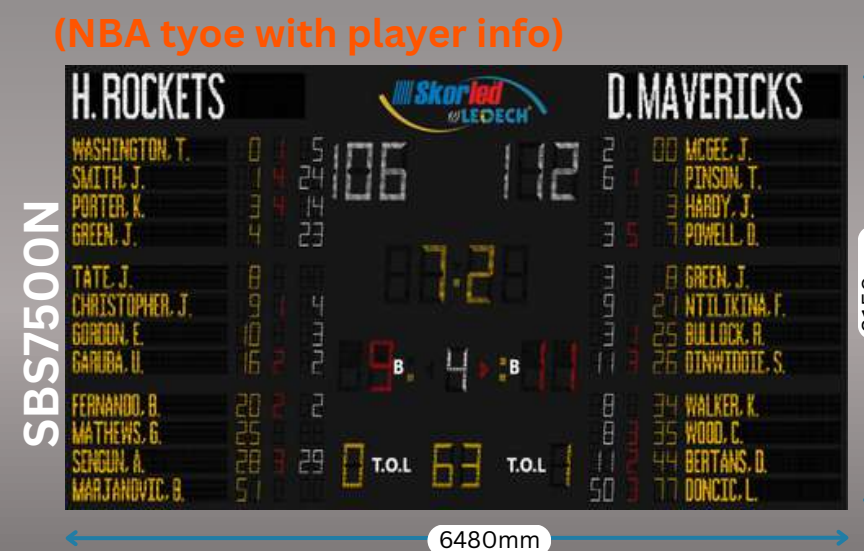 (NBA tyoe with player info)
H. ROCKETS
Skorled
by LEDECH
D. MAVERICKS
WASHINGTON, T. 0 1 5
SMITH, J. 1 4 24
PORTER, K. 3 4 14
GREEN, J. 4 23
TATE, J. 8
CHRISTOPHER, J. 9 1 4
GORDON, E. 10 3
GARUBA, U. 16 2 2
FERNANDO, B. 20 2 2
MATHEWS, G. 25
SENGUN, A. 28 3 29
MARJANOVIC, B. 51
106 112
7:2
9 B 4 B 11
0 T.O.L 63 T.O.L 1
2 00 MCGEE, J.
6 1 1 PINSON, T.
3 HARDY, J.
3 5 7 POWELL, D.
3 8 GREEN, J.
9 21 NTILIKINA, F.
3 1 25 BULLOCK, R.
11 3 26 DINWIDDIE, S.
8 34 WALKER, K.
8 3 35 WOOD, C.
11 2 44 BERTANS, D.
50 3 77 DONCIC, L.
SBS7500N
6480mm